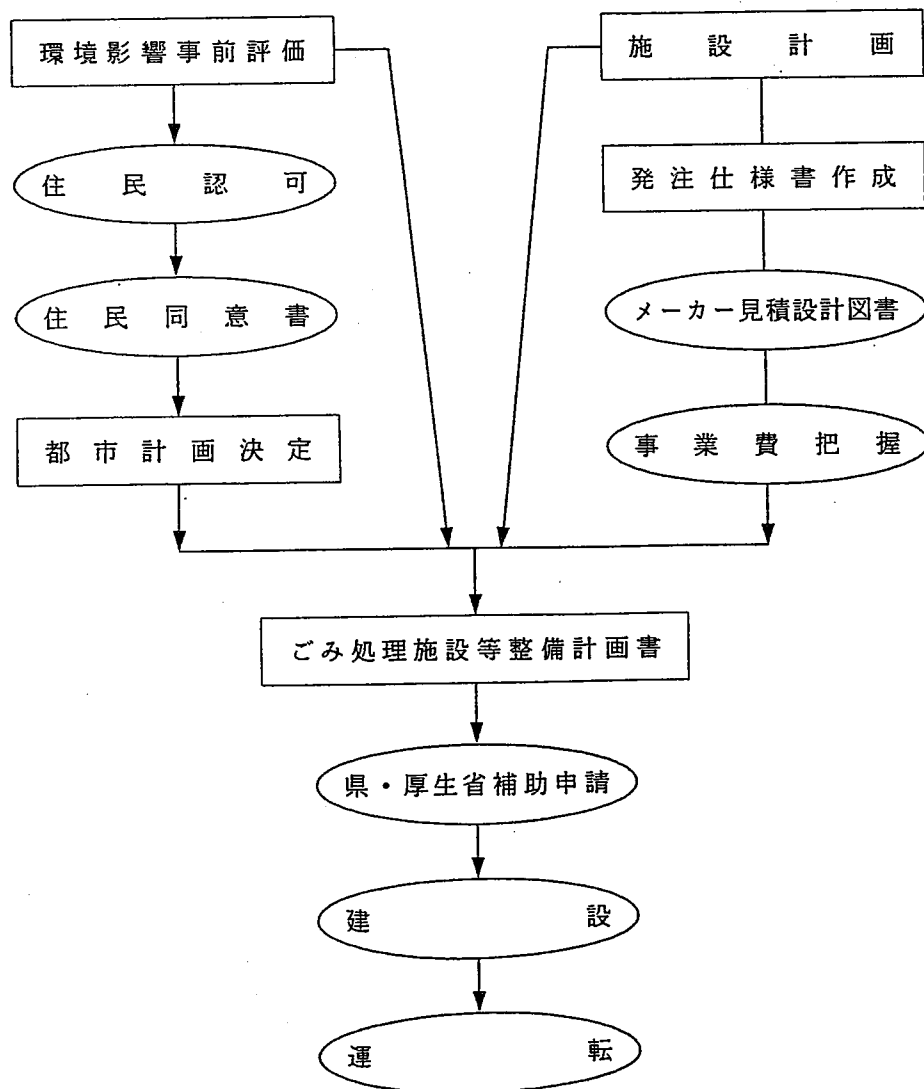 環境影響事前評価
施設計画
住民認可
発注仕様書作成
住民同意書
メーカー見積設計図書
都市計画決定
事業費把握
ごみ処理施設等整備計画書
県・厚生省補助申請
建設
運転